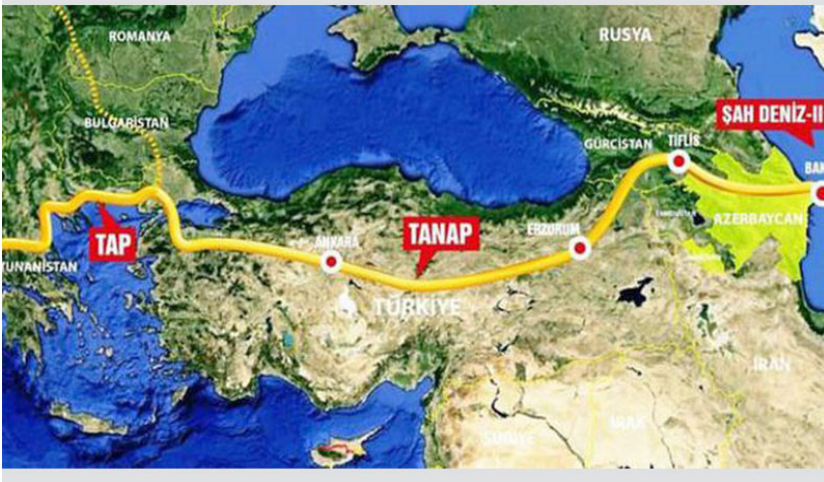 ROMANYA
RUSYA
ŞAH DENİZ-II
BULGARİSTAN
GÜRCİSTAN
TİFLİS
BAK
AZERBAYCAN
TAP
ANKARA
TANAP
ERZURUM
YUNANİSTAN
TÜRKİYE
İRAN
SURİYE
IRAK